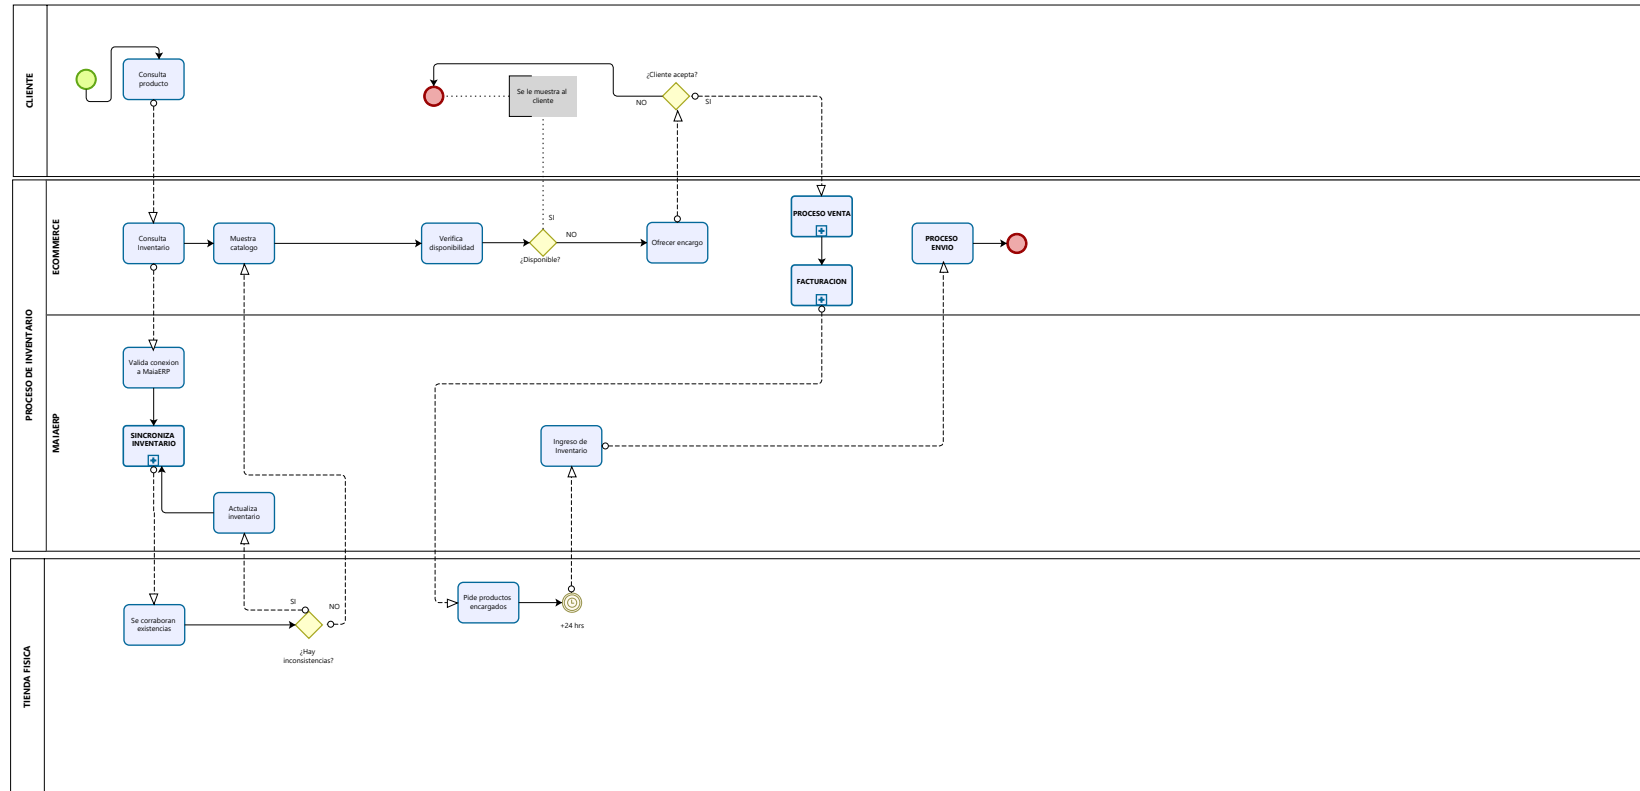 CLIENTE
Consulta
producto
Se le muestra al
cliente
¿Cliente acepta?
NO
SI
PROCESO DE INVENTARIO
ECOMMERCE
Consulta
Inventario
Muestra
catalogo
Verifica
disponibilidad
SI
NO
¿Disponible?
Ofrecer encargo
PROCESO VENTA
FACTURACION
PROCESO
ENVIO
MAIAERP
Valida conexion
a MaiaERP
SINCRONIZA
INVENTARIO
Actualiza
inventario
Ingreso de
Inventario
TIENDA FISICA
Se corraboran
existencias
SI
NO
¿Hay
inconsistencias?
Pide productos
encargados
+24 hrs